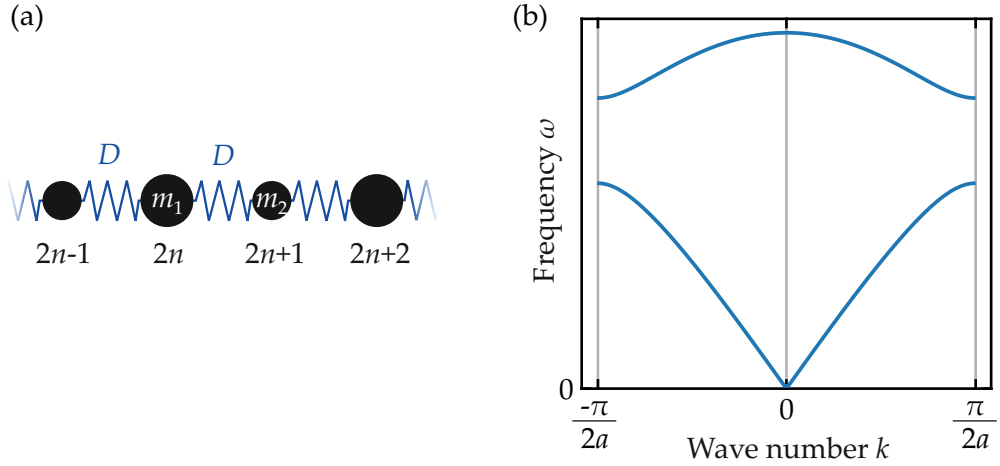 (a)
D D
m₁ m₂
2n-1 2n 2n+1 2n+2
(b)
Frequency ω
0
-π/2a 0 π/2a
Wave number k